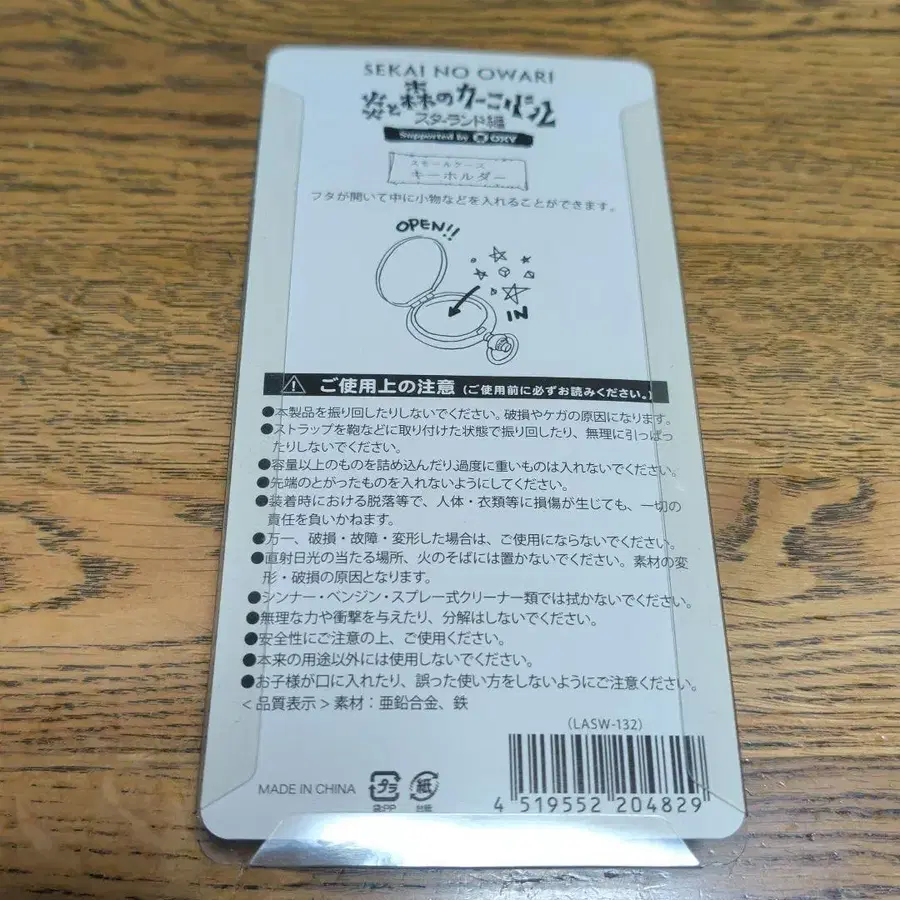 SEKAI NO OWARI
炎と森のカーニバル
スターランド編
Supported by OXY
スモールケース
キーホルダー
フタが開いて中に小物などを入れることができます。
OPEN!!
IN
ご使用上の注意 (ご使用前に必ずお読みください。)
●本製品を振り回したりしないでください。破損やケガの原因になります。
●ストラップを鞄などに取り付けた状態で振り回したり、無理に引っぱっ
たりしないでください。
●容量以上のものを詰め込んだり過度に重いものは入れないでください。
●先端のとがったものを入れないようにしてください。
●装着時における脱落等で、人体・衣類等に損傷が生じても、一切の
責任を負いかねます。
●万一、破損・故障・変形した場合は、ご使用にならないでください。
●直射日光の当たる場所、火のそばには置かないでください。素材の変
形・破損の原因となります。
●シンナー・ベンジン・スプレー式クリーナー類では拭かないでください。
●無理な力や衝撃を与えたり、分解はしないでください。
●安全性にご注意の上、ご使用ください。
●本来の用途以外には使用しないでください。
●お子様が口に入れたり、誤った使い方をしないようにご注意ください。
<品質表示>素材：亜鉛合金、鉄
(LASW-132)
MADE IN CHINA
プラ
袋:PP
紙
台紙
4 519552 204829